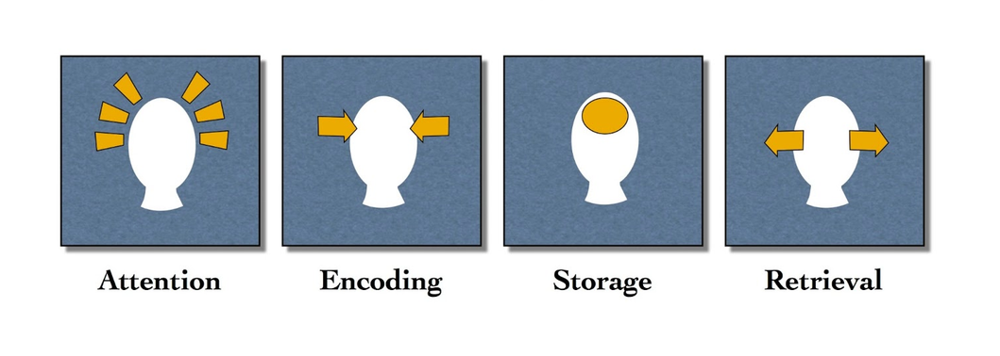 Attention
Encoding
Storage
Retrieval